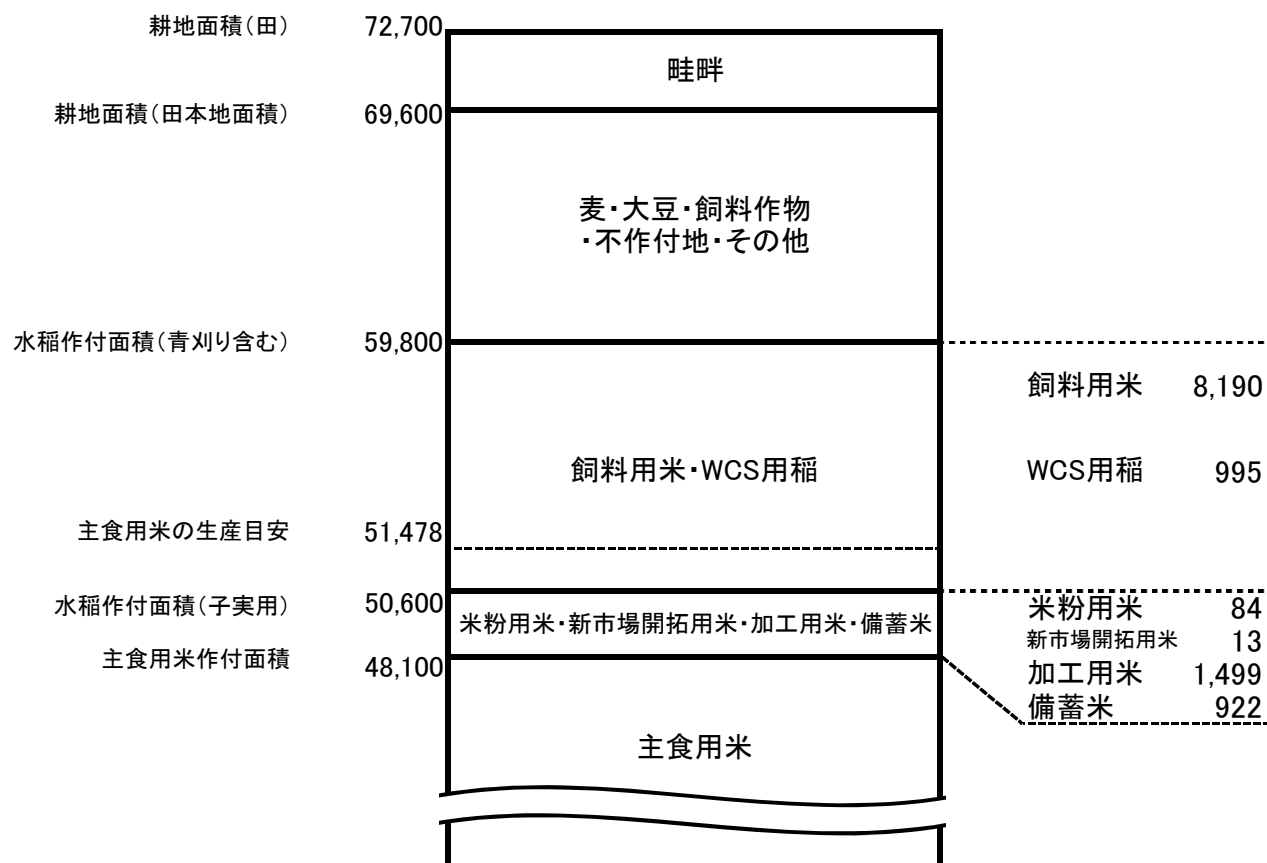 耕地面積(田) 72,700
畦畔
耕地面積(田本地面積) 69,600
麦・大豆・飼料作物
・不作付地・その他
水稲作付面積(青刈り含む) 59,800
飼料用米 8,190
飼料用米・WCS用稲
WCS用稲 995
主食用米の生産目安 51,478
水稲作付面積(子実用) 50,600
米粉用米・新市場開拓用米・加工用米・備蓄米
米粉用米 84
新市場開拓用米 13
主食用米作付面積 48,100
加工用米 1,499
備蓄米 922
主食用米